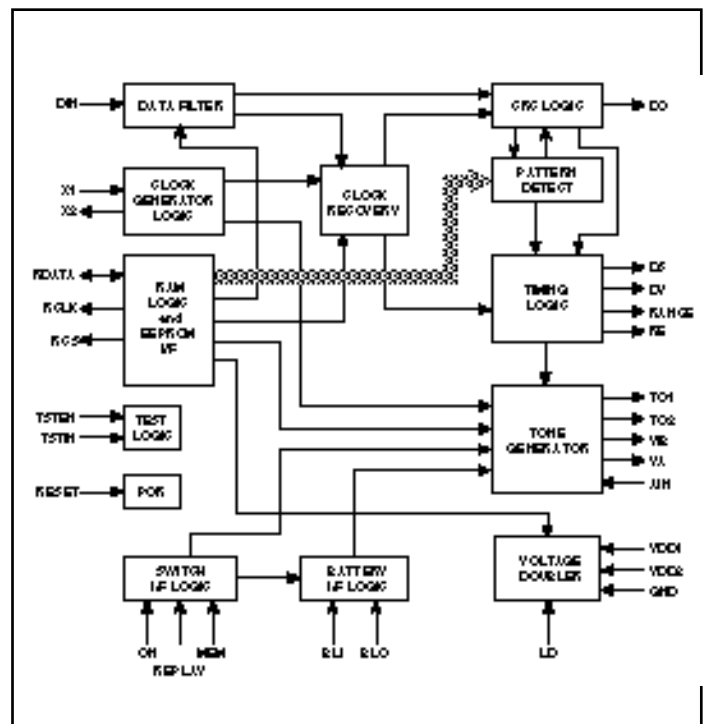 DIN
DATA FILTER
CRC LOGIC
DO
X1
X2
CLOCK
GENERATOR
LOGIC
CLOCK
RECOVERY
PATTERN
DETECT
RDATA
RCLK
RCS
RAM
LOGIC
and
EEPROM
I/F
TIMING
LOGIC
DS
DV
RANGE
RE
TSTEN
TSTIN
TEST
LOGIC
TONE
GENERATOR
TO1
TO2
VIB
VA
AIN
RESET
POR
SWITCH
I/F LOGIC
BATTERY
I/F LOGIC
VOLTAGE
DOUBLER
VDD1
VDD2
GND
ON
REPLAY
MEM
BLI
BLO
LD